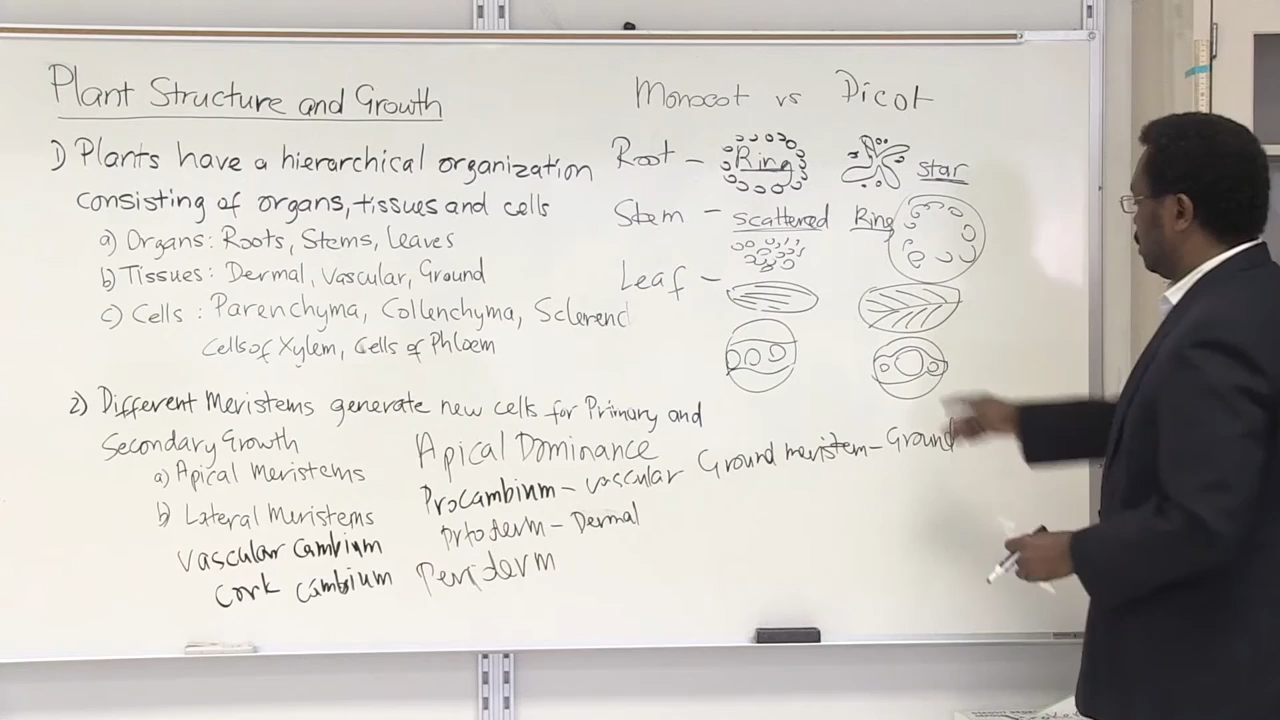 Plant Structure and Growth
1) Plants have a hierarchical organization
consisting of organs, tissues and cells
a) Organs: Roots, Stems, leaves
b) Tissues: Dermal, Vascular, Ground
c) Cells: Parenchyma, Collenchyma, Sclerenc
Cells of Xylem, Cells of Phloem
2) Different Meristems generate new cells for Primary and
Secondary Growth
a) Apical Meristems
b) Lateral Meristems
Vascular Cambium
Cork Cambium
Apical Dominance
Procambium - vascular
Ground meristem - Ground
Prtoderm - Dermal
Periderm
Monocot vs Dicot
Root - Ring star
Stem - scattered Ring
Leaf -